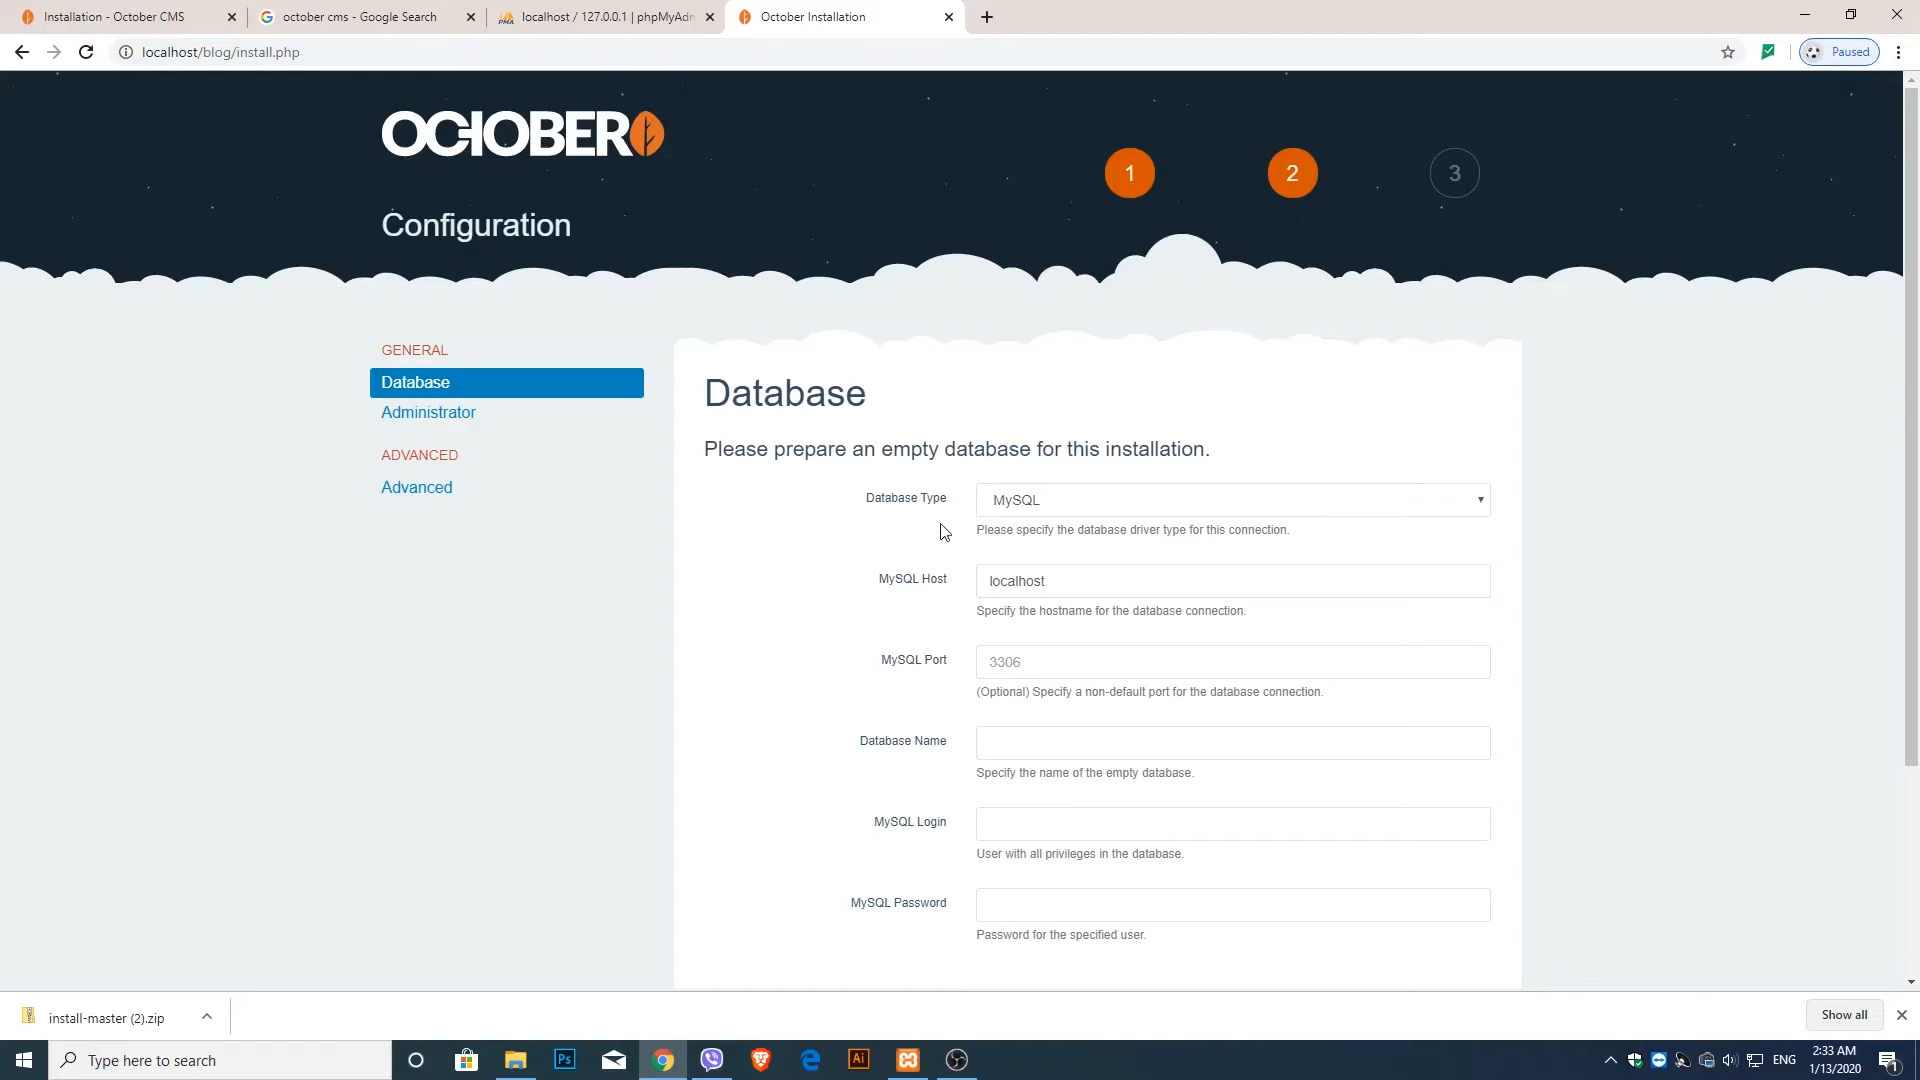 Installation - October CMS
october cms - Google Search
localhost / 127.0.0.1 | phpMyAdm
October Installation
localhost/blog/install.php
Paused
OCTOBER
1
2
3
Configuration
GENERAL
Database
Administrator
ADVANCED
Advanced
Database
Please prepare an empty database for this installation.
Database Type
MySQL
Please specify the database driver type for this connection.
MySQL Host
localhost
Specify the hostname for the database connection.
MySQL Port
3306
(Optional) Specify a non-default port for the database connection.
Database Name
Specify the name of the empty database.
MySQL Login
User with all privileges in the database.
MySQL Password
Password for the specified user.
install-master (2).zip
Show all
Type here to search
Ps
Ai
ENG
2:33 AM
1/13/2020
1